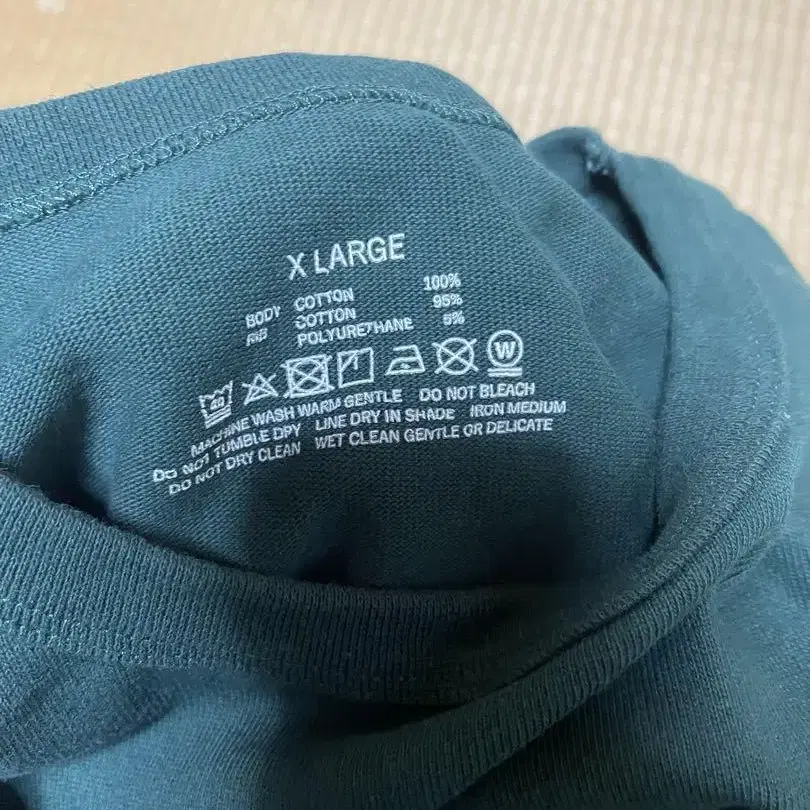 X LARGE
BODY COTTON 100%
RIB COTTON 95%
POLYURETHANE 5%
40 W
MACHINE WASH WARM GENTLE DO NOT BLEACH
DO NOT TUMBLE DRY LINE DRY IN SHADE IRON MEDIUM
DO NOT DRY CLEAN WET CLEAN GENTLE OR DELICATE